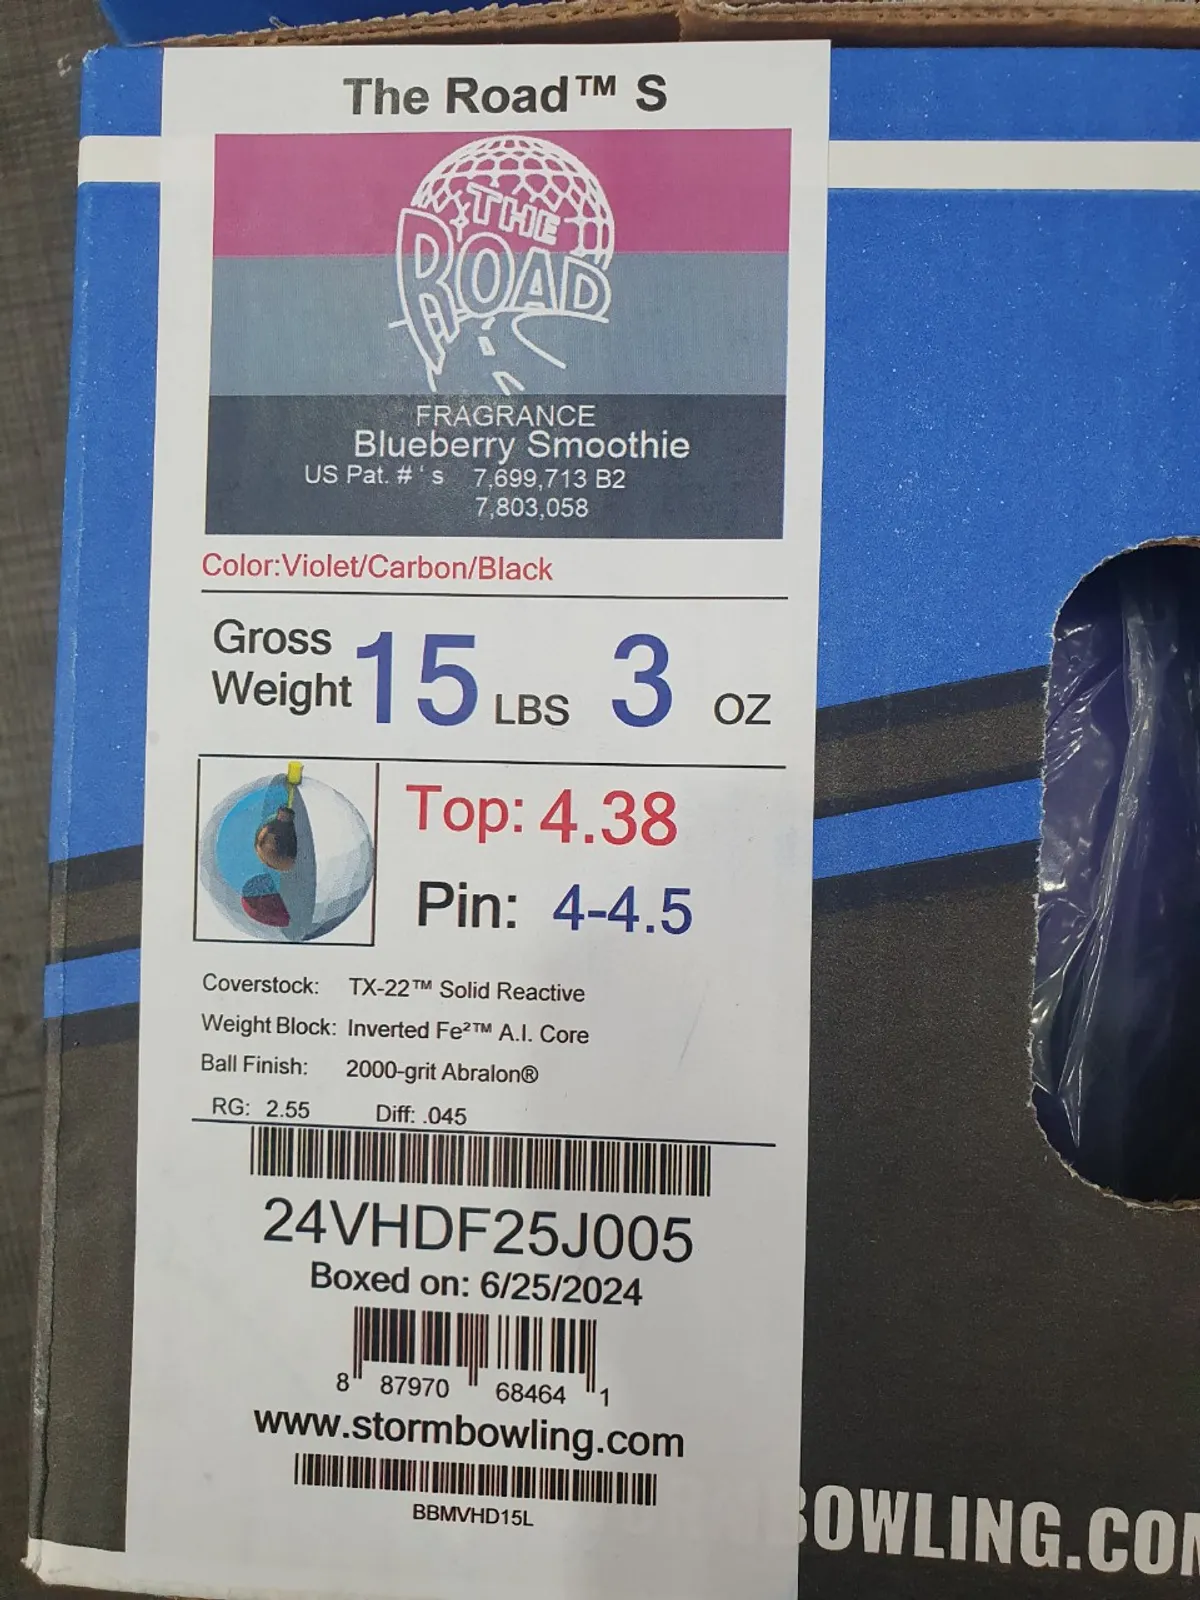 The Road™ S
THE
ROAD
FRAGRANCE
Blueberry Smoothie
US Pat. # ' s 7,699,713 B2
7,803,058
Color:Violet/Carbon/Black
Gross
Weight 15 LBS 3 OZ
Top: 4.38
Pin: 4-4.5
Coverstock: TX-22™ Solid Reactive
Weight Block: Inverted Fe²™ A.I. Core
Ball Finish: 2000-grit Abralon®
RG: 2.55 Diff: .045
24VHDF25J005
Boxed on: 6/25/2024
8 87970 68464 1
www.stormbowling.com
BBMVHD15L
BOWLING.COM